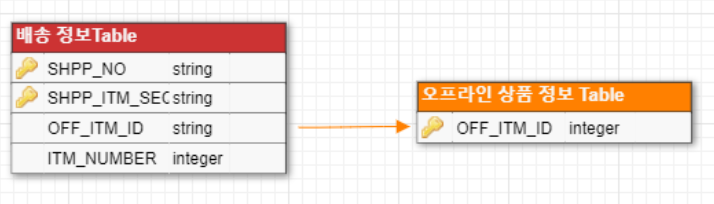 배송 정보Table
SHPP_NO string
SHPP_ITM_SEC string
OFF_ITM_ID string
ITM_NUMBER integer
오프라인 상품 정보 Table
OFF_ITM_ID integer